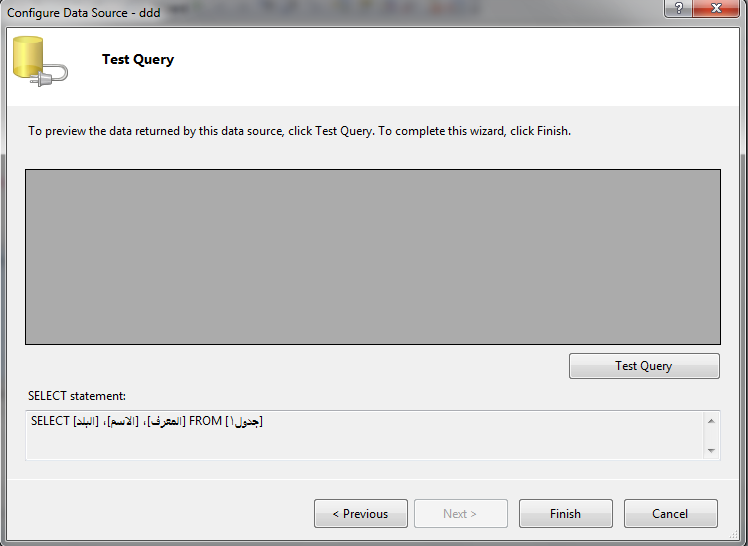 Configure Data Source - ddd
Test Query
To preview the data returned by this data source, click Test Query. To complete this wizard, click Finish.
Test Query
SELECT statement:
SELECT [المعرف]، [الاسم]، [البلد] FROM [جدول١]
< Previous
Next >
Finish
Cancel